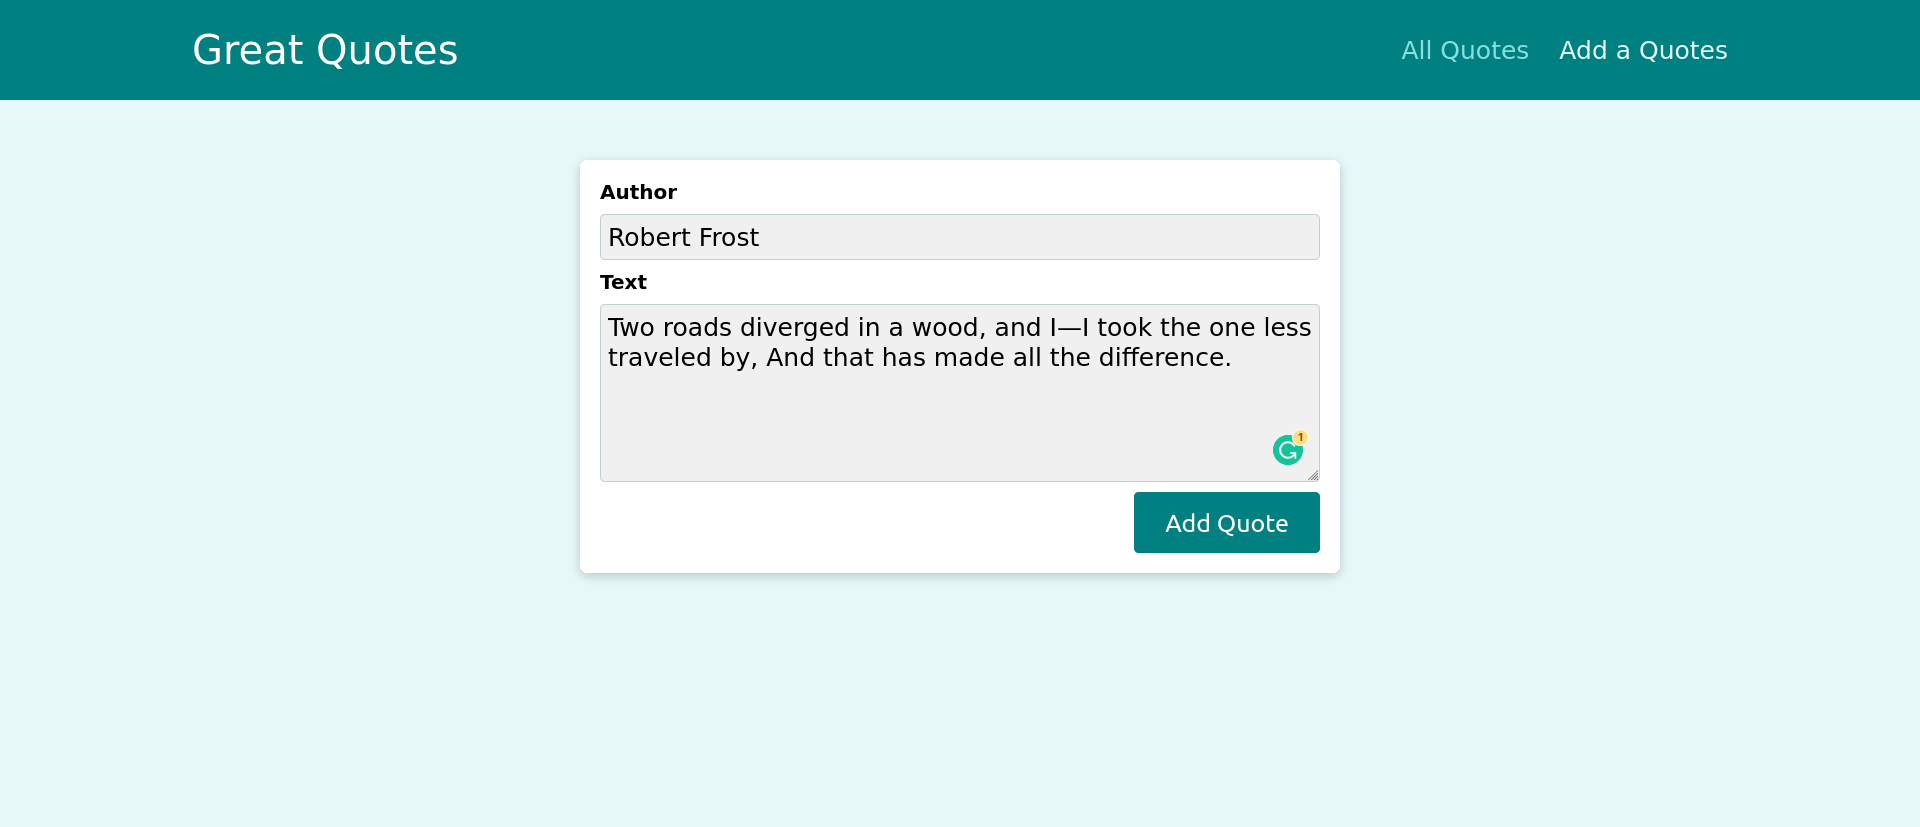 Great Quotes
All Quotes
Add a Quotes
Author
Robert Frost
Text
Two roads diverged in a wood, and I—I took the one less
traveled by, And that has made all the difference.
1
Add Quote